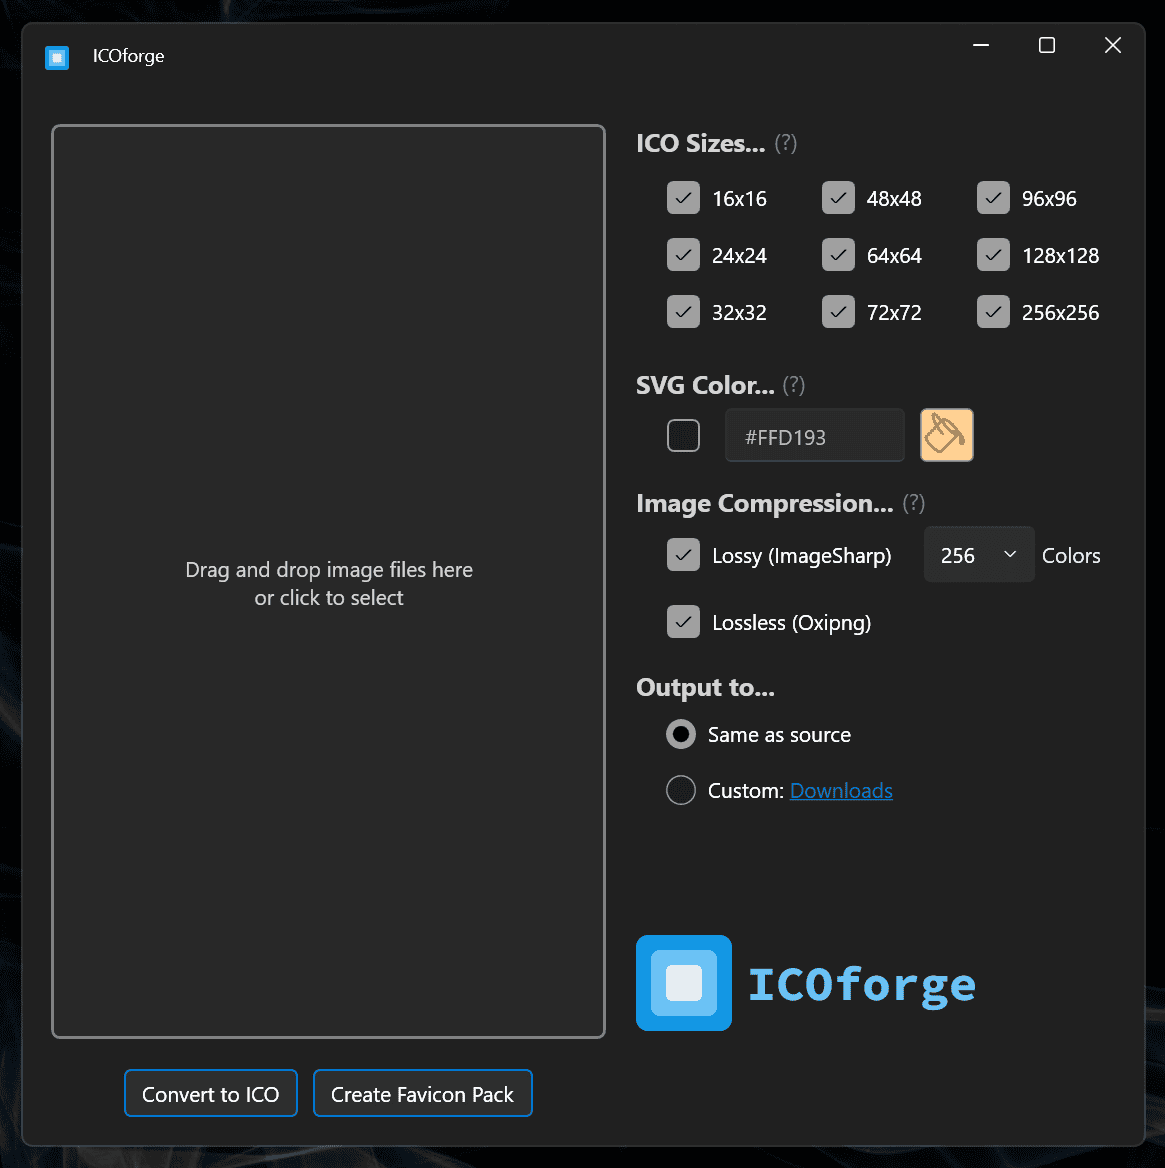 ICOforge
Drag and drop image files here
or click to select
Convert to ICO
Create Favicon Pack
ICO Sizes... (?)
16x16 48x48 96x96
24x24 64x64 128x128
32x32 72x72 256x256
SVG Color... (?)
#FFD193
Image Compression... (?)
Lossy (ImageSharp) 256 Colors
Lossless (Oxipng)
Output to...
Same as source
Custom: Downloads
ICOforge